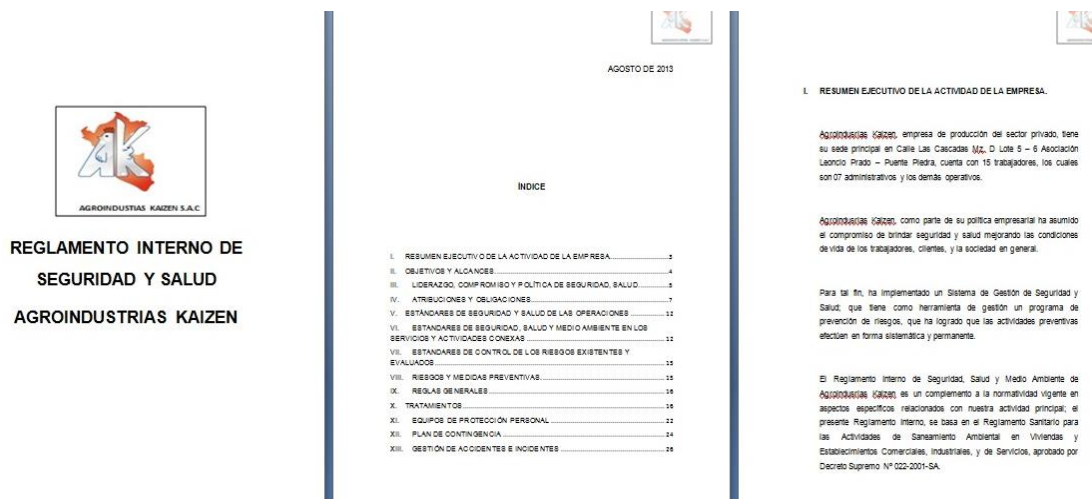 AK
AGROINDUSTIAS KAIZEN S.A.C
REGLAMENTO INTERNO DE
SEGURIDAD Y SALUD
AGROINDUSTRIAS KAIZEN
AGOSTO DE 2013
ÍNDICE
I. RESUMEN EJECUTIVO DE LA ACTIVIDAD DE LA EMPRESA
II. OBJETIVOS Y ALCANCES
III. LIDERAZGO, COMPROMISO Y POLÍTICA DE SEGURIDAD, SALUD
IV. ATRIBUCIONES Y OBLIGACIONES
V. ESTÁNDARES DE SEGURIDAD Y SALUD DE LAS OPERACIONES 12
VI. ESTANDARES DE SEGURIDAD, SALUD Y MEDIO AMBIENTE EN LOS
SERVICIOS Y ACTIVIDADES CONEXAS 12
VII. ESTANDARES DE CONTROL DE LOS RIESGOS EXISTENTES Y
EVALUADOS
VIII. RIESGOS Y MEDIDAS PREVENTIVAS
IX. REGLAS GENERALES
X. TRATAMIENTOS
XI. EQUIPOS DE PROTECCIÓN PERSONAL 22
XII. PLAN DE CONTINGENCIA 24
XIII. GESTIÓN DE ACCIDENTES E INCIDENTES
I. RESUMEN EJECUTIVO DE LA ACTIVIDAD DE LA EMPRESA.
Agroindustrias Kaizen, empresa de producción del sector privado, tiene
su sede principal en Calle Las Cascadas Mz. D Lote 5 – 6 Asociación
Leoncio Prado – Puente Piedra, cuenta con 15 trabajadores, los cuales
son 07 administrativos y los demás operativos.
Agroindustrias Kaizen, como parte de su política empresarial ha asumido
el compromiso de brindar seguridad y salud mejorando las condiciones
de vida de los trabajadores, clientes, y la sociedad en general.
Para tal fin, ha implementado un Sistema de Gestión de Seguridad y
Salud; que tiene como herramienta de gestión un programa de
prevención de riesgos, que ha logrado que las actividades preventivas
efectúen en forma sistemática y permanente.
El Reglamento Interno de Seguridad, Salud y Medio Ambiente de
Agroindustrias Kaizen, es un complemento a la normatividad vigente en
aspectos específicos relacionados con nuestra actividad principal; el
presente Reglamento Interno, se basa en el Reglamento Sanitario para
las Actividades de Saneamiento Ambiental en Viviendas y
Establecimientos Comerciales, Industriales, y de Servicios, aprobado por
Decreto Supremo N° 022-2001-SA.